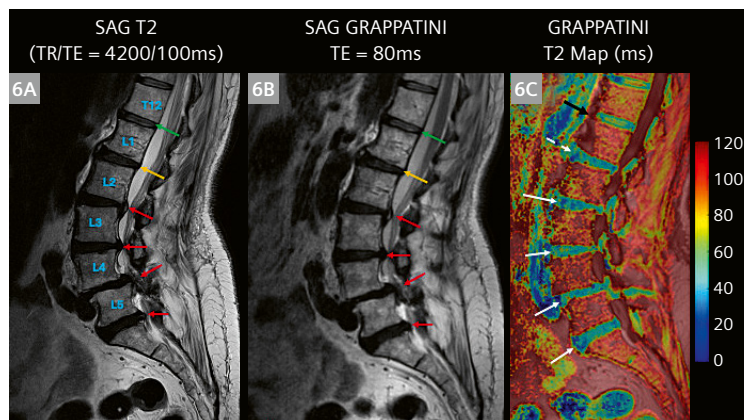 SAG T2
(TR/TE = 4200/100ms)
SAG GRAPPATINI
TE = 80ms
GRAPPATINI
T2 Map (ms)
6A
6B
6C
T12
L1
L2
L3
L4
L5
120
100
80
60
40
20
0